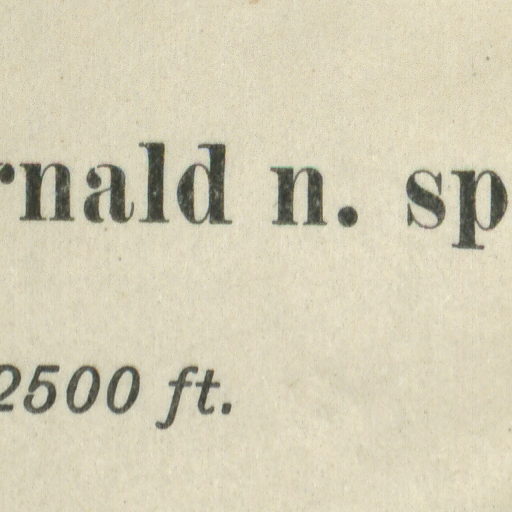 rnald n. sp
2500 ft.